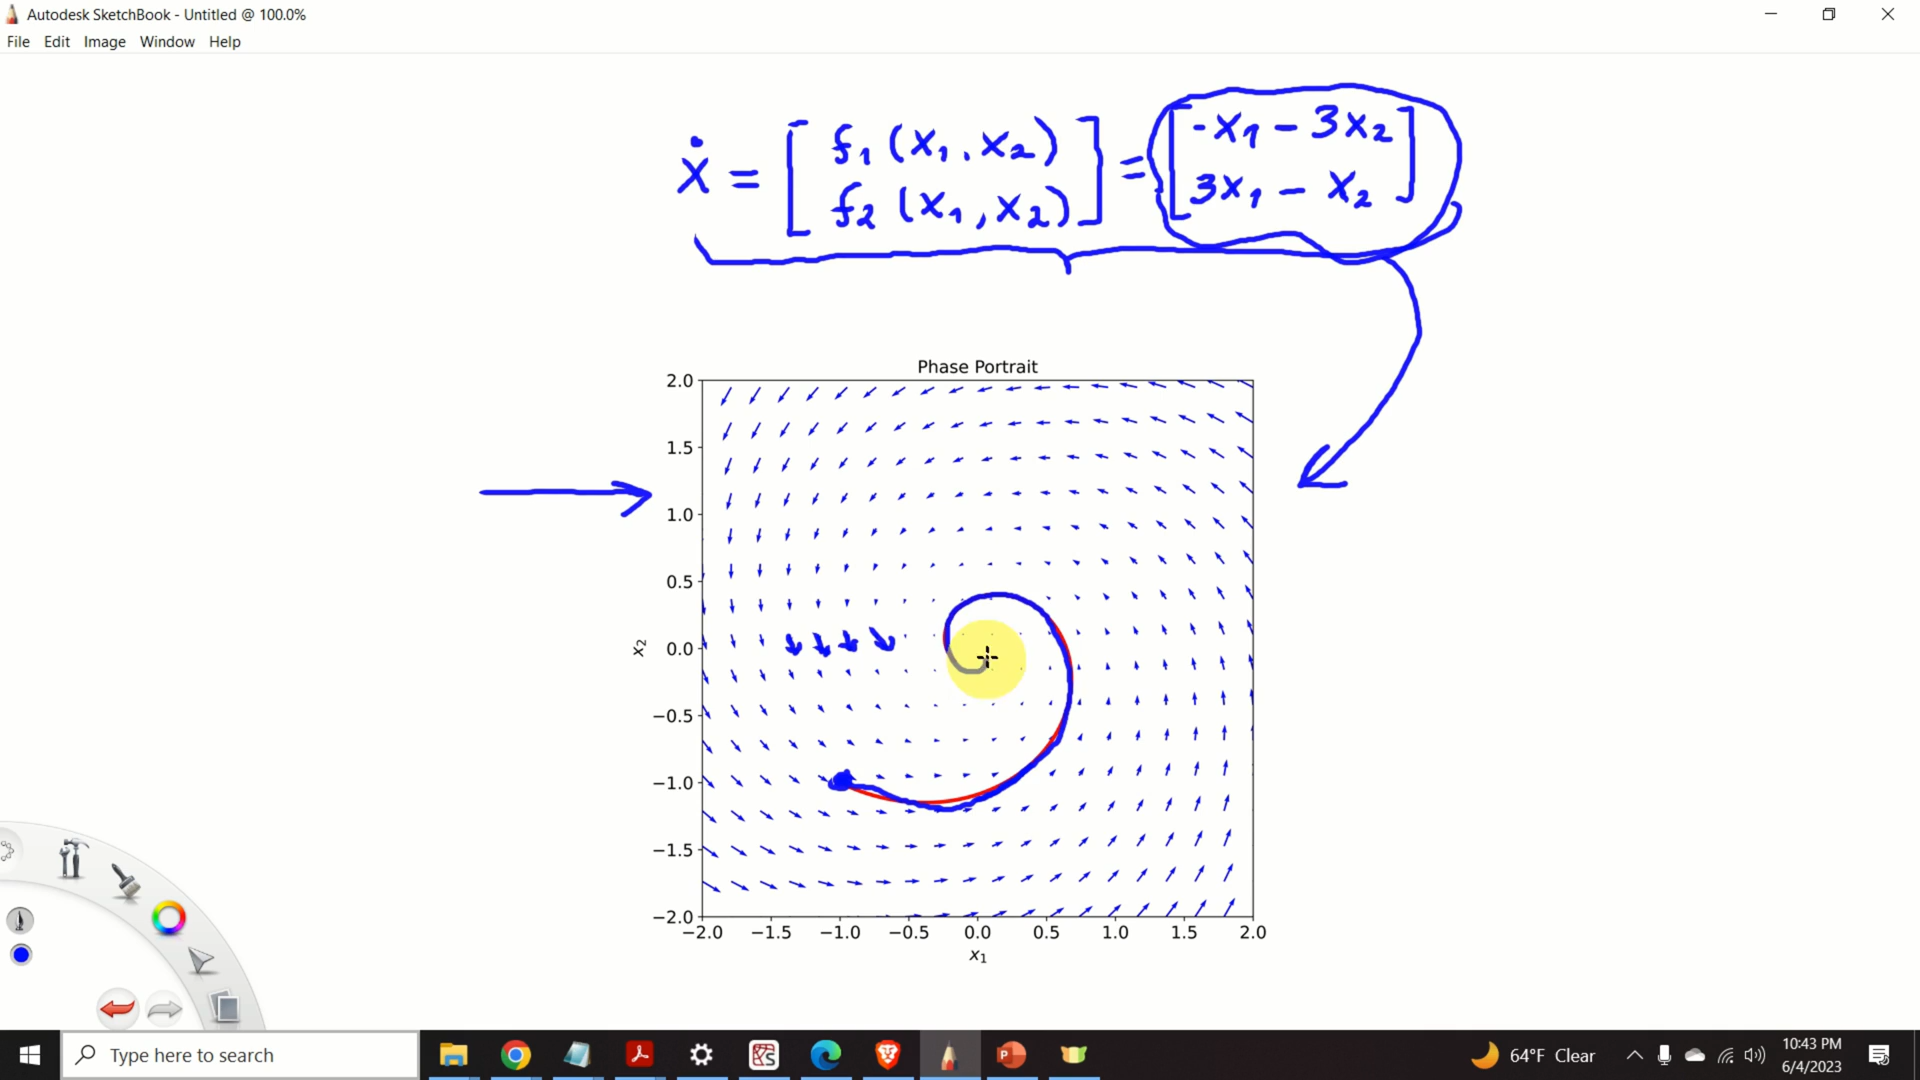 Autodesk SketchBook - Untitled @ 100.0%
File Edit Image Window Help
ẋ = [ f₁ (x₁, x₂) ] = [ -x₁ - 3x₂ ]
f₂ (x₁, x₂) 3x₁ - x₂
Phase Portrait
2.0
1.5
1.0
0.5
0.0
−0.5
−1.0
−1.5
−2.0
x₂
−2.0 −1.5 −1.0 −0.5 0.0 0.5 1.0 1.5 2.0
x₁
Type here to search
64°F Clear
10:43 PM
6/4/2023